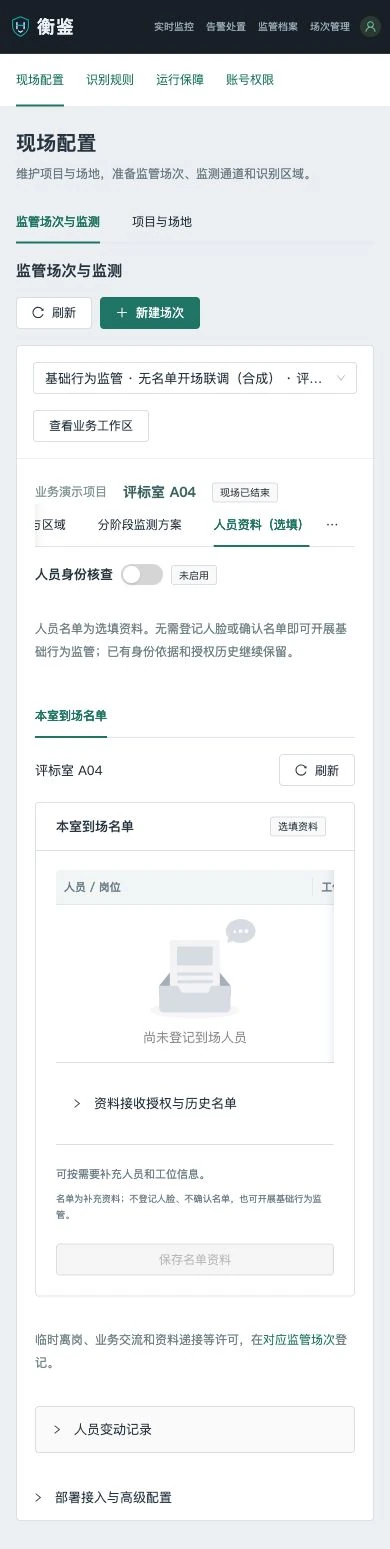 衡鉴
实时监控 告警处置 监管档案 场次管理
现场配置 识别规则 运行保障 账号权限
现场配置
维护项目与场地，准备监管场次、监测通道和识别区域。
监管场次与监测 项目与场地
监管场次与监测
刷新 新建场次
基础行为监管 · 无名单开场联调（合成） · 评...
查看业务工作区
业务演示项目 评标室 A04 现场已结束
与区域 分阶段监测方案 人员资料（选填） ...
人员身份核查 未启用
人员名单为选填资料。无需登记人脸或确认名单即可开展基
础行为监管；已有身份依据和授权历史继续保留。
本室到场名单
评标室 A04 刷新
本室到场名单 选填资料
人员 / 岗位
尚未登记到场人员
资料接收授权与历史名单
可按需要补充人员和工位信息。
名单为补充资料；不登记人脸、不确认名单，也可开展基础行为监
管。
保存名单资料
临时离岗、业务交流和资料递接等许可，在对应监管场次登
记。
人员变动记录
部署接入与高级配置